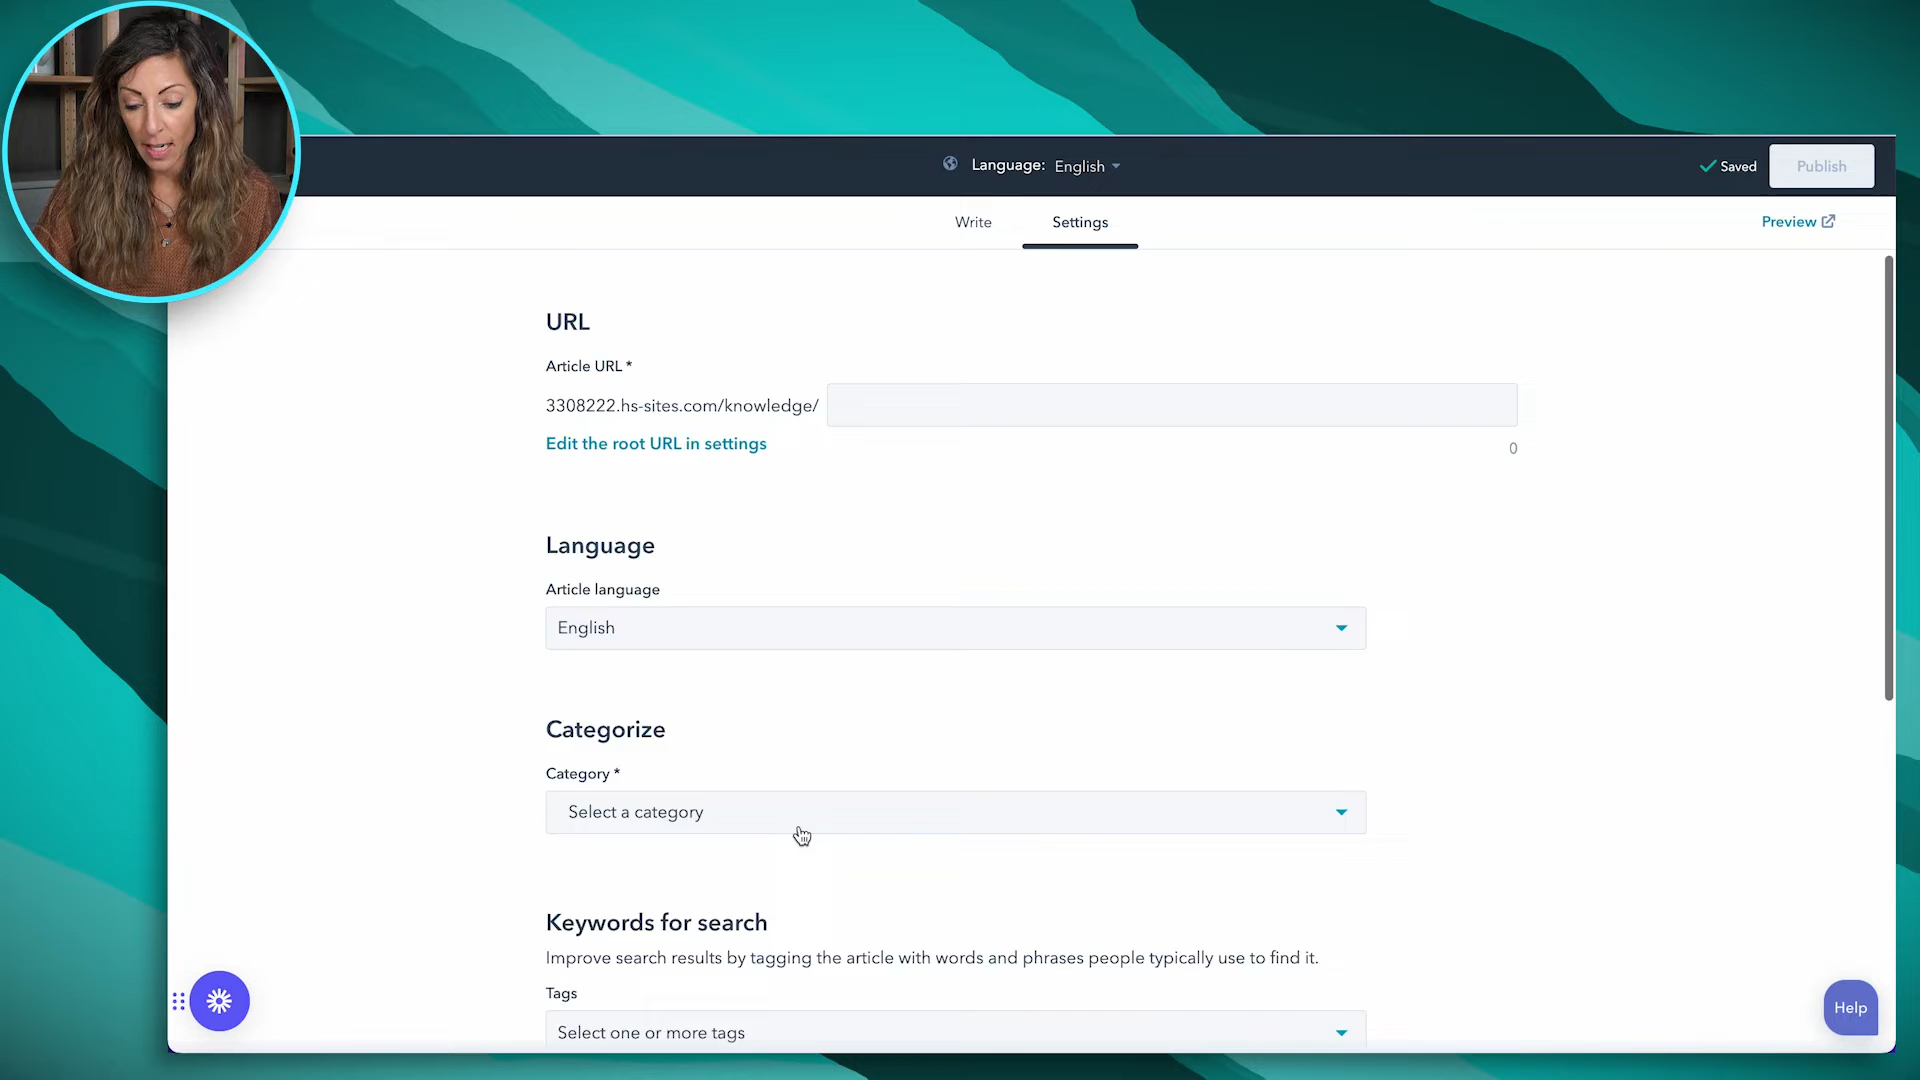 Language: English
Saved
Publish
Write
Settings
Preview
URL
Article URL *
3308222.hs-sites.com/knowledge/
Edit the root URL in settings
0
Language
Article language
English
Categorize
Category *
Select a category
Keywords for search
Improve search results by tagging the article with words and phrases people typically use to find it.
Tags
Select one or more tags
Help